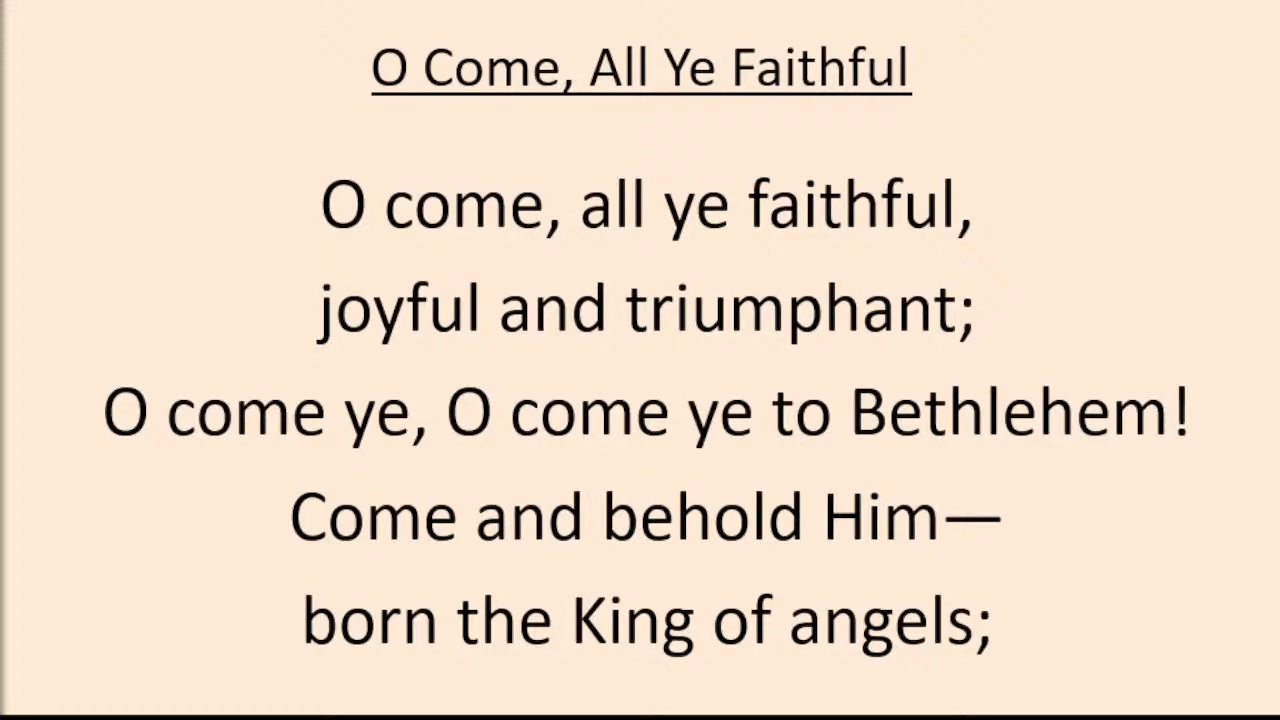 O Come, All Ye Faithful
O come, all ye faithful,
joyful and triumphant;
O come ye, O come ye to Bethlehem!
Come and behold Him—
born the King of angels;